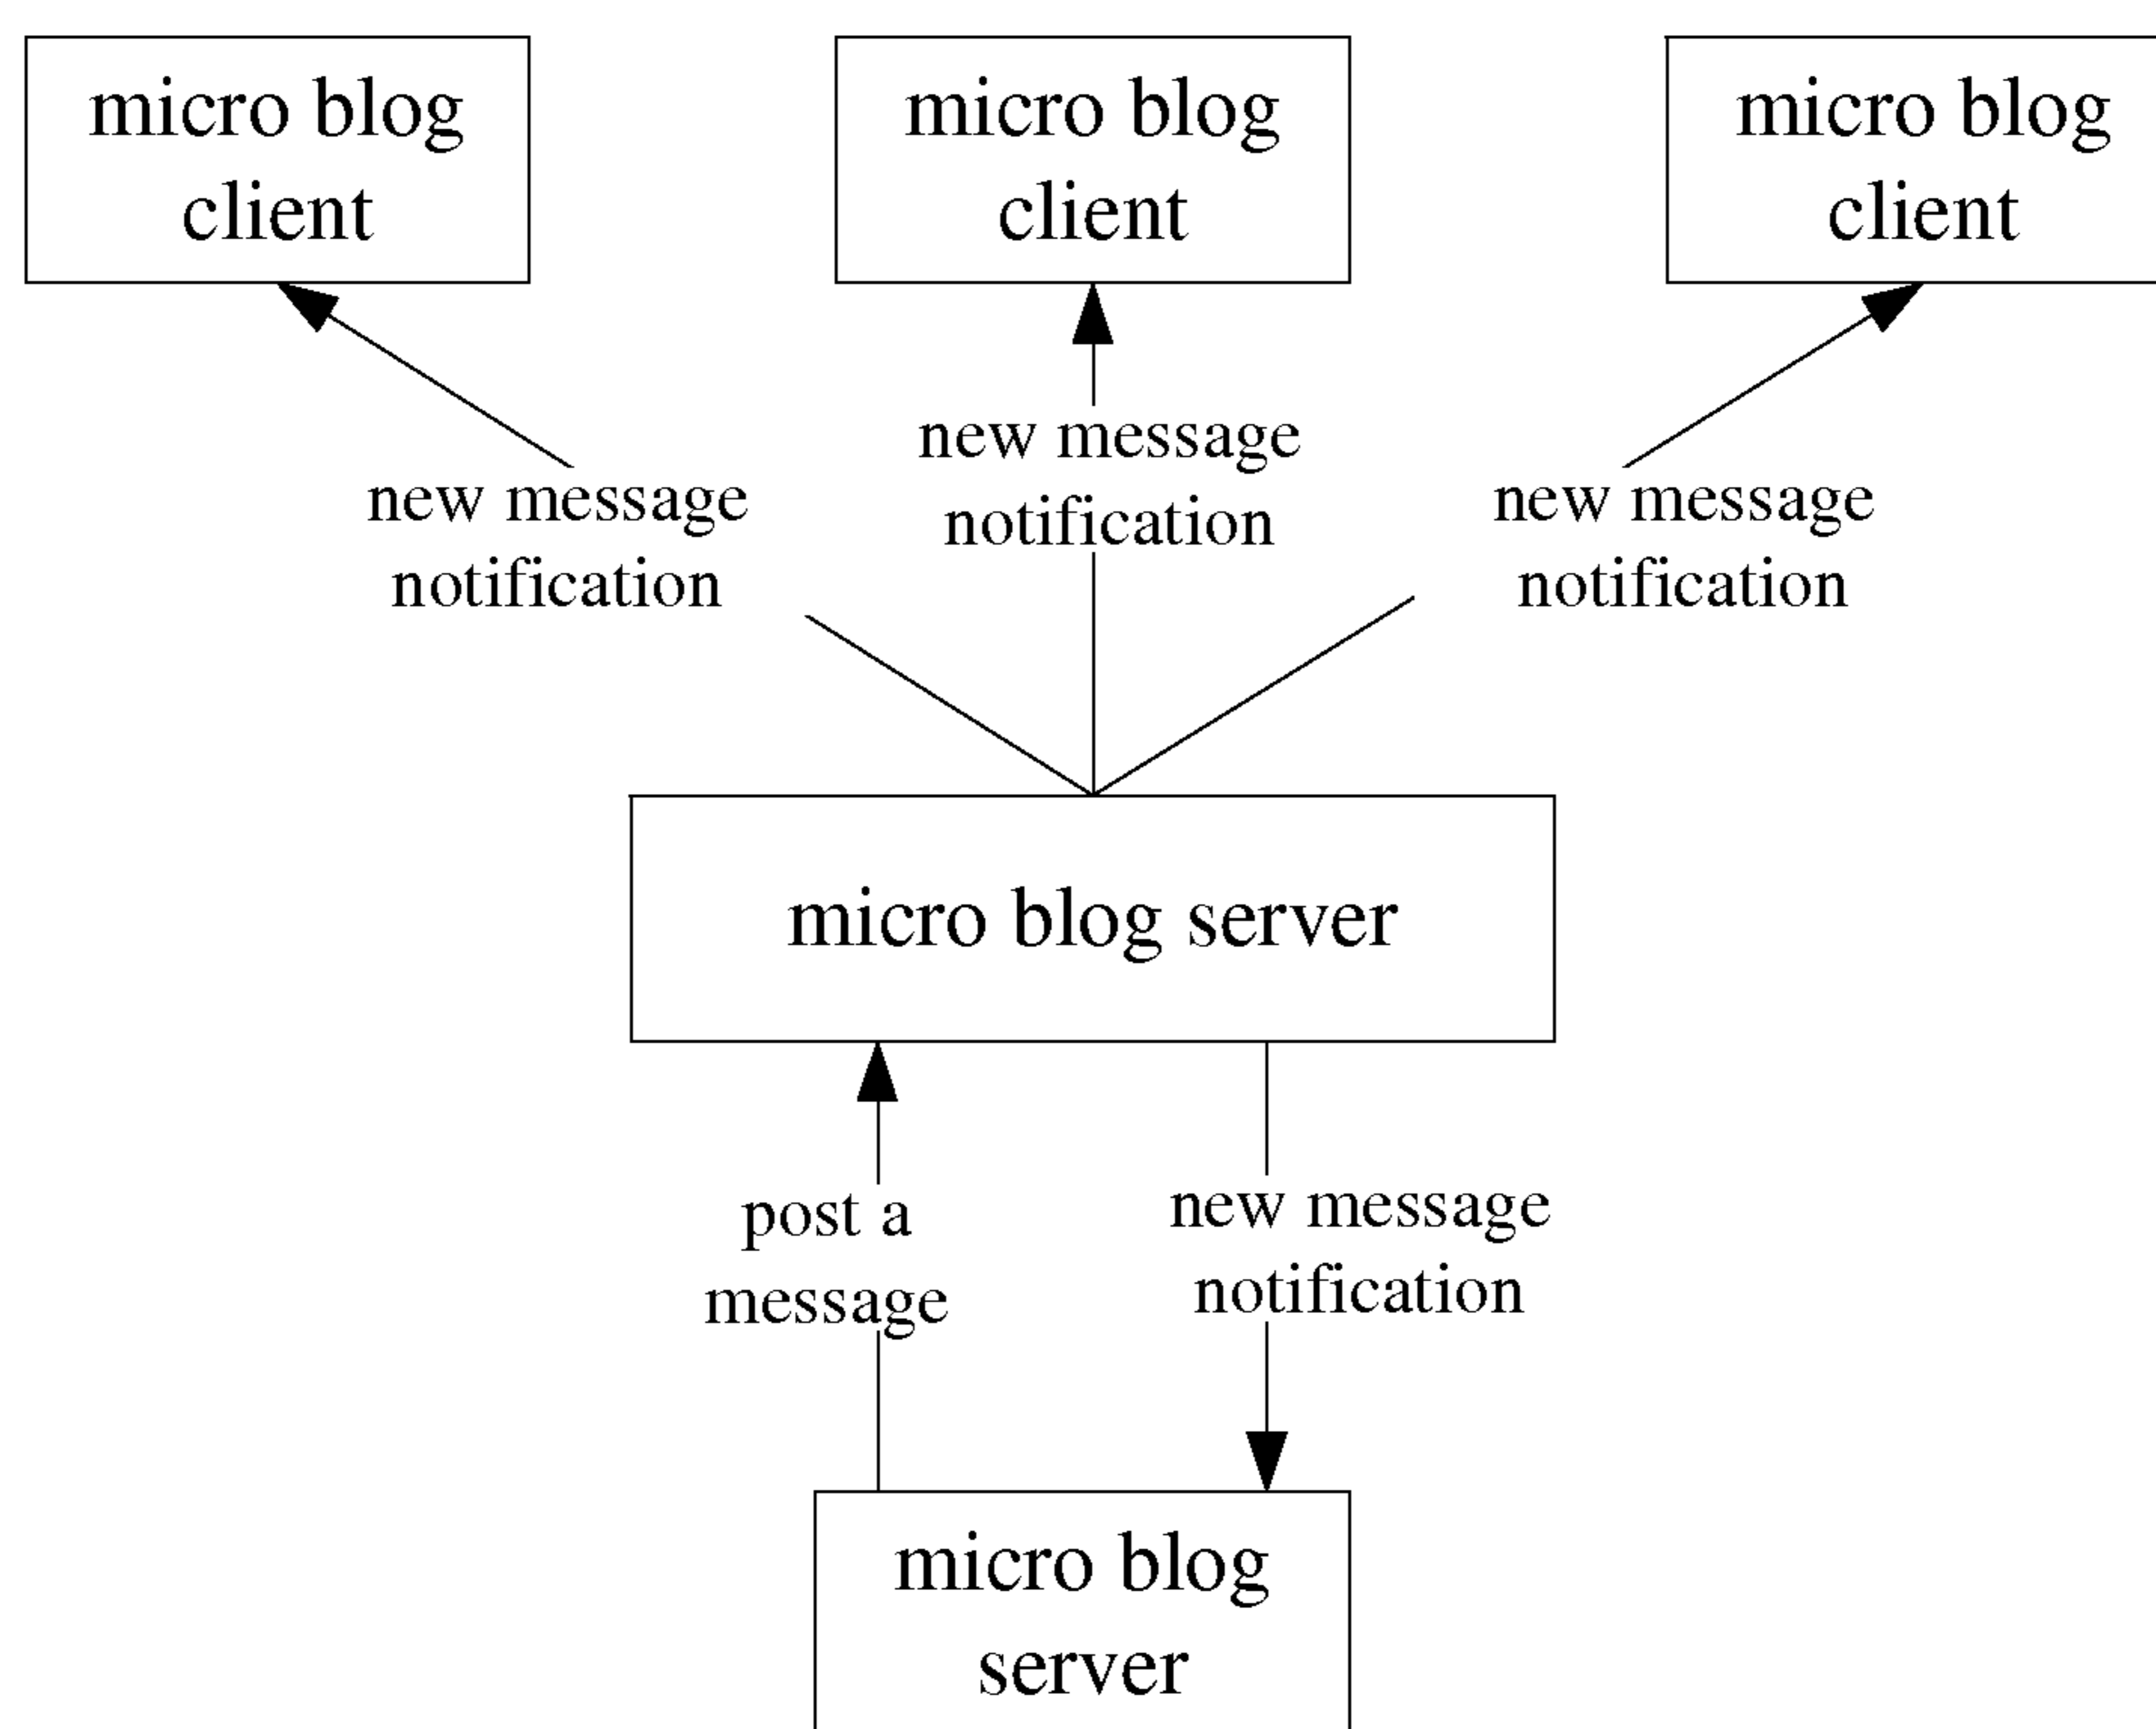 micro blog
client
micro blog
client
micro blog
client
new message
notification
new message
notification
new message
notification
micro blog server
post a
message
new message
notification
micro blog
server